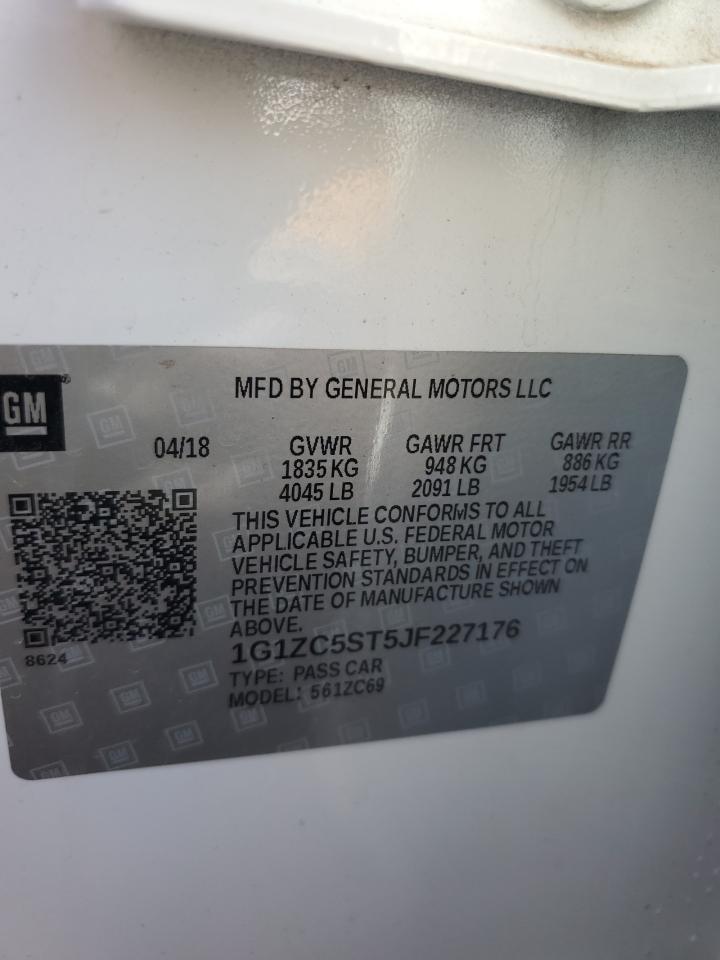 GM
MFD BY GENERAL MOTORS LLC
04/18 GVWR GAWR FRT GAWR RR
1835 KG 948 KG 886 KG
4045 LB 2091 LB 1954 LB
THIS VEHICLE CONFORMS TO ALL
APPLICABLE U.S. FEDERAL MOTOR
VEHICLE SAFETY, BUMPER, AND THEFT
PREVENTION STANDARDS IN EFFECT ON
THE DATE OF MANUFACTURE SHOWN
ABOVE.
8624
1G1ZC5ST5JF227176
TYPE: PASS CAR
MODEL: 561ZC69